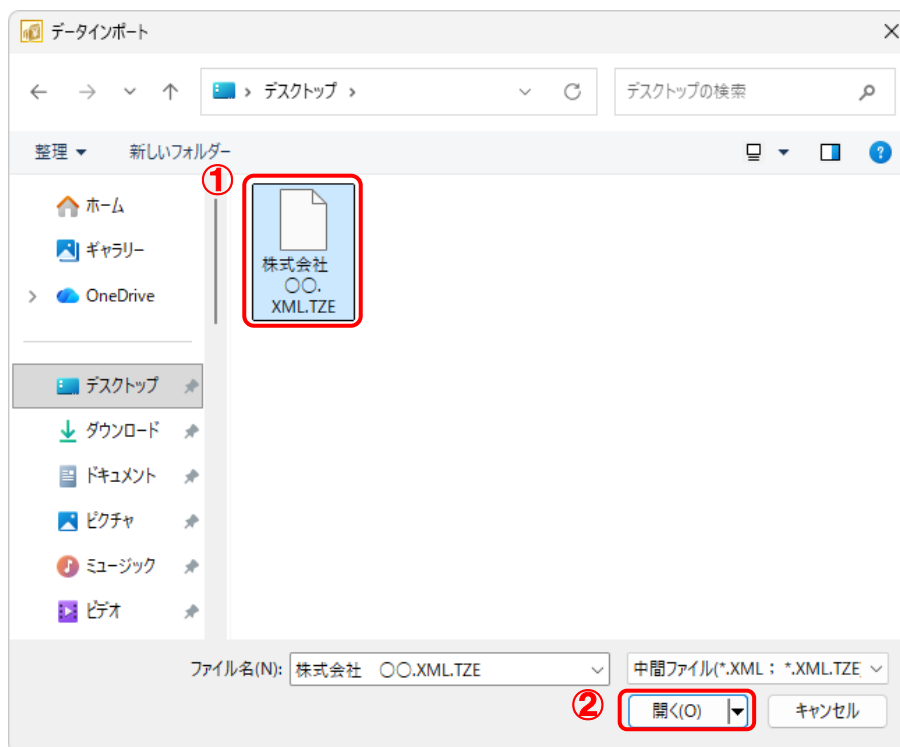 データインポート
デスクトップ
デスクトップの検索
整理
新しいフォルダー
①
ホーム
ギャラリー
OneDrive
株式会社
〇〇.
XML.TZE
デスクトップ
ダウンロード
ドキュメント
ピクチャ
ミュージック
ビデオ
ファイル名(N): 株式会社　〇〇.XML.TZE
中間ファイル(*.XML； *.XML.TZE
②
開く(O)
キャンセル